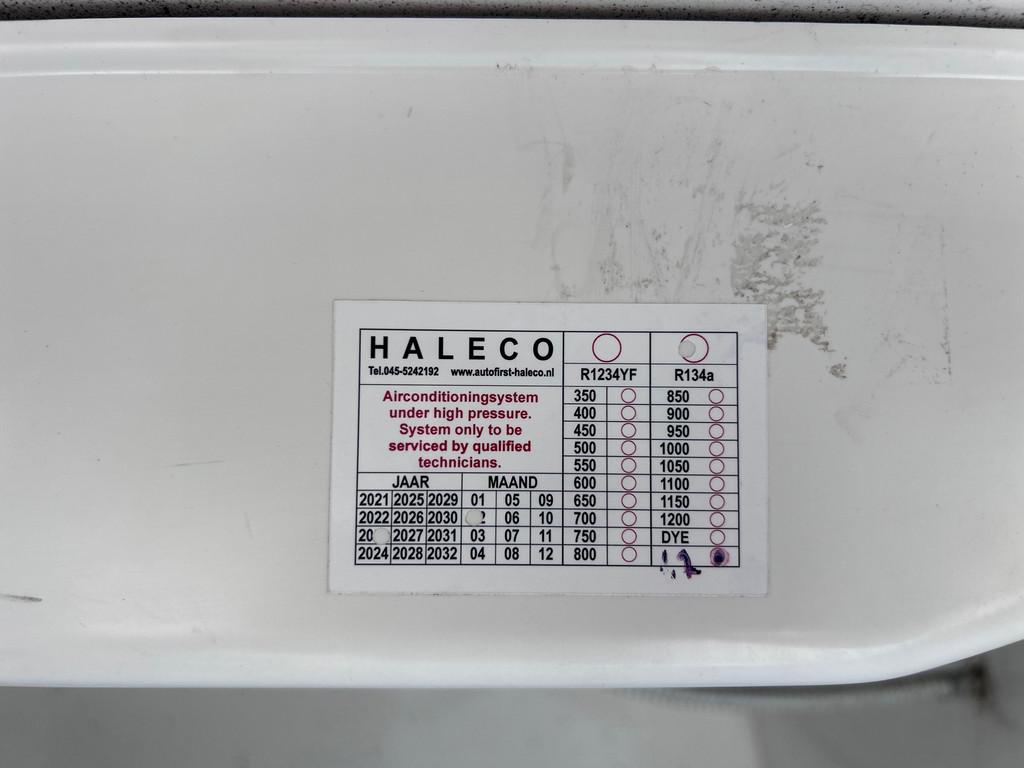 HALECO
Tel.045-5242192 www.autofirst-haleco.nl
Airconditioningsystem
under high pressure.
System only to be
serviced by qualified
technicians.
JAAR MAAND
2021 2025 2029 01 05 09
2022 2026 2030 06 10
2027 2031 03 07 11
2024 2028 2032 04 08 12
R1234YF R134a
350 850
400 900
450 950
500 1000
550 1050
600 1100
650 1150
700 1200
750 DYE
800